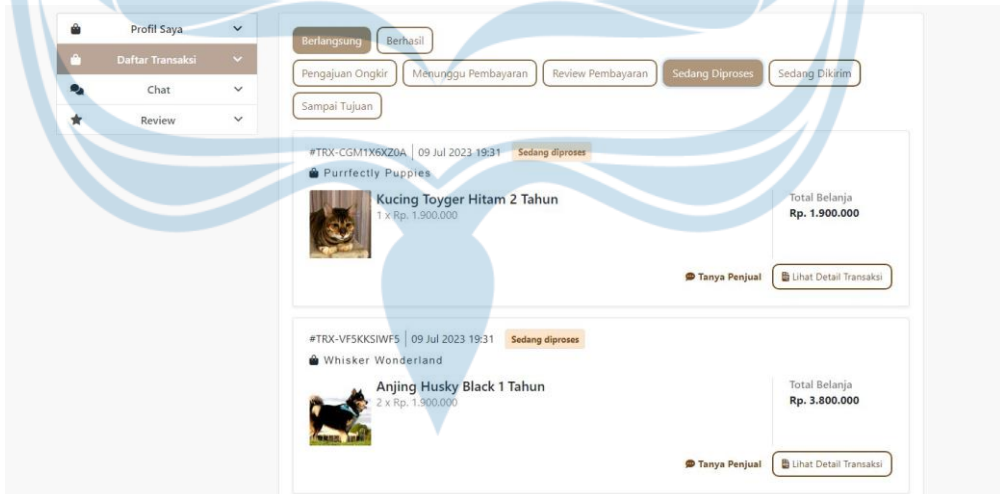 Profil Saya
Daftar Transaksi
Chat
Review
Berlangsung Berhasil
Pengajuan Ongkir Menunggu Pembayaran Review Pembayaran Sedang Diproses Sedang Dikirim
Sampai Tujuan
#TRX-CGM1X6XZ0A | 09 Jul 2023 19:31 Sedang diproses
Purrfectly Puppies
Kucing Toyger Hitam 2 Tahun
1 x Rp. 1.900.000
Total Belanja
Rp. 1.900.000
Tanya Penjual Lihat Detail Transaksi
#TRX-VF5KKSIWF5 | 09 Jul 2023 19:31 Sedang diproses
Whisker Wonderland
Anjing Husky Black 1 Tahun
2 x Rp. 1.900.000
Total Belanja
Rp. 3.800.000
Tanya Penjual Lihat Detail Transaksi